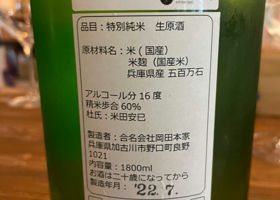 品目：特別純米　生原酒
原材料名：米(国産)
米麹(国産米)
兵庫県産 五百万石
アルコール分16度
精米歩合60%
杜氏：米田安巳
製造者：合名会社岡田本家
兵庫県加古川市野口町良野
1021
内容量：1800ml
お酒は二十歳になってから
製造年月：'22.7.